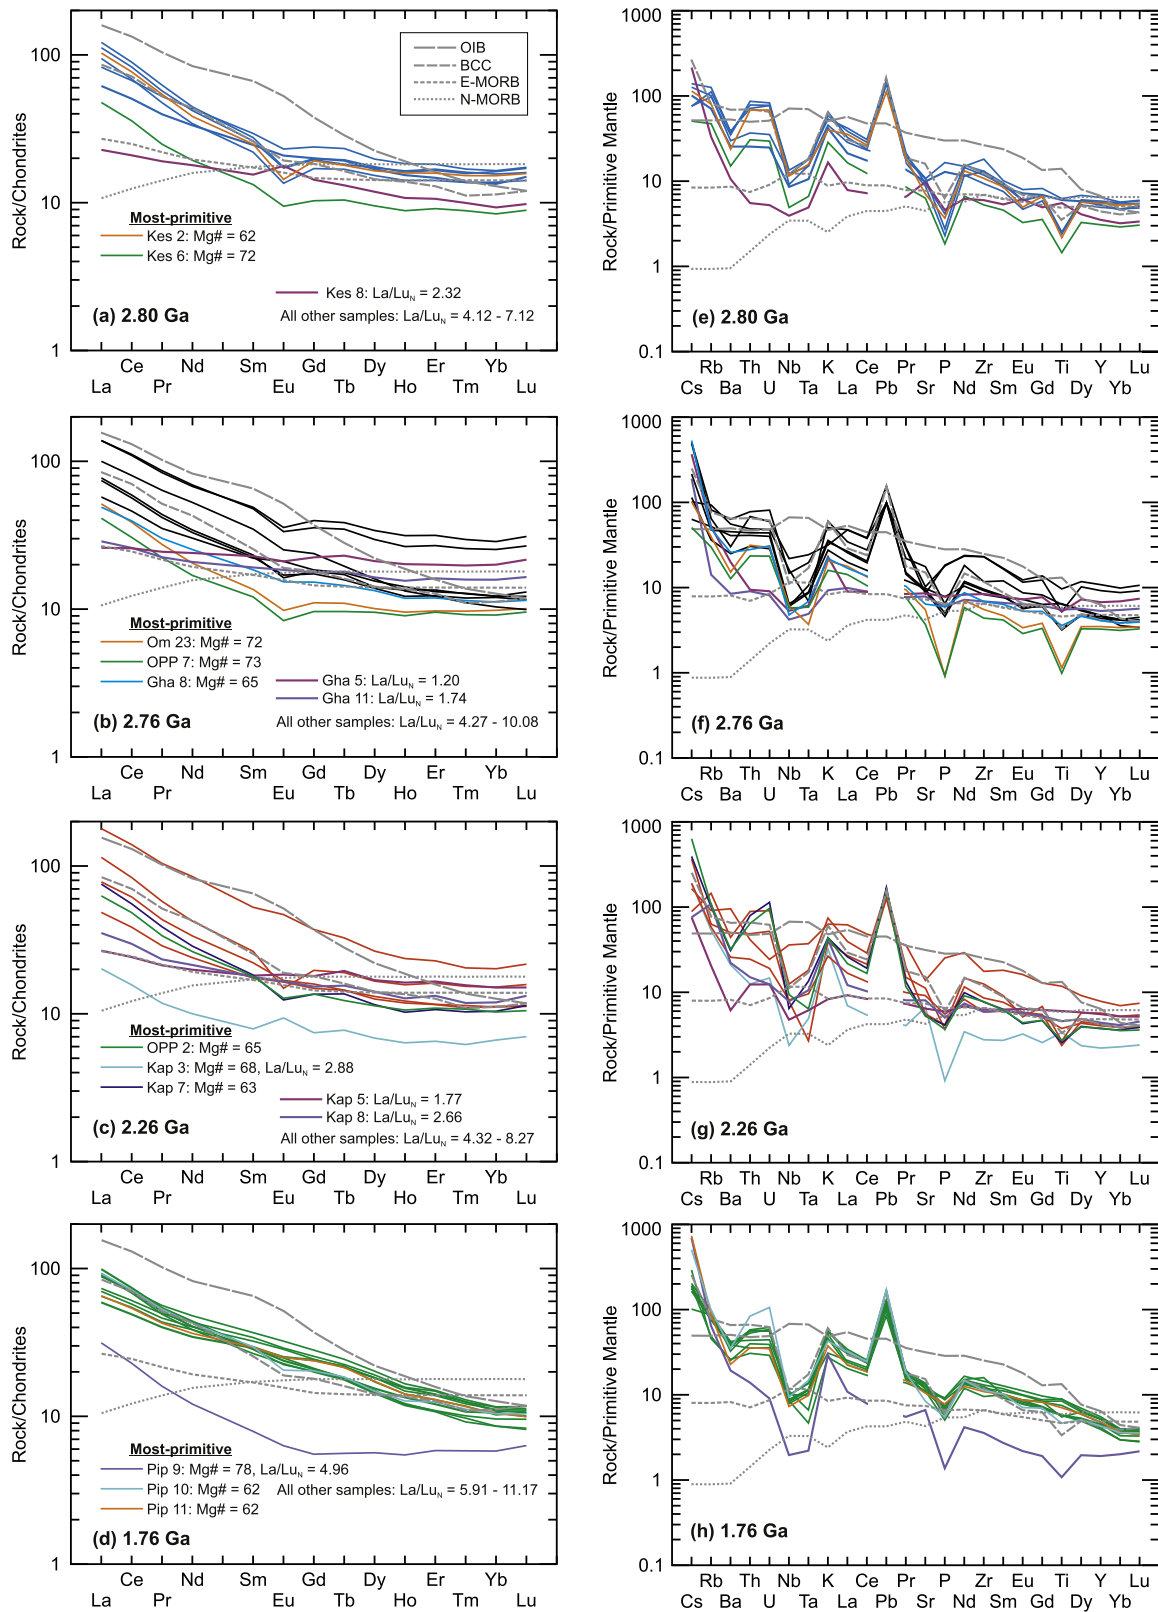 100
10
1
Rock/Chondrites
OIB
BCC
E-MORB
N-MORB
Most-primitive
Kes 2: Mg# = 62
Kes 6: Mg# = 72
Kes 8: La/LuN = 2.32
All other samples: La/LuN = 4.12 - 7.12
(a) 2.80 Ga
Ce Nd Sm Gd Dy Er Yb
La Pr Eu Tb Ho Tm Lu
1000
100
10
1
0.1
Rock/Primitive Mantle
(e) 2.80 Ga
Rb Th Nb K Ce Pr P Zr Eu Ti Y Lu
Cs Ba U Ta La Pb Sr Nd Sm Gd Dy Yb
100
10
1
Rock/Chondrites
Most-primitive
Om 23: Mg# = 72
OPP 7: Mg# = 73
Gha 8: Mg# = 65
Gha 5: La/LuN = 1.20
Gha 11: La/LuN = 1.74
All other samples: La/LuN = 4.27 - 10.08
(b) 2.76 Ga
Ce Nd Sm Gd Dy Er Yb
La Pr Eu Tb Ho Tm Lu
1000
100
10
1
0.1
Rock/Primitive Mantle
(f) 2.76 Ga
Rb Th Nb K Ce Pr P Zr Eu Ti Y Lu
Cs Ba U Ta La Pb Sr Nd Sm Gd Dy Yb
100
10
1
Rock/Chondrites
Most-primitive
OPP 2: Mg# = 65
Kap 3: Mg# = 68, La/LuN = 2.88
Kap 7: Mg# = 63
Kap 5: La/LuN = 1.77
Kap 8: La/LuN = 2.66
All other samples: La/LuN = 4.32 - 8.27
(c) 2.26 Ga
Ce Nd Sm Gd Dy Er Yb
La Pr Eu Tb Ho Tm Lu
1000
100
10
1
0.1
Rock/Primitive Mantle
(g) 2.26 Ga
Rb Th Nb K Ce Pr P Zr Eu Ti Y Lu
Cs Ba U Ta La Pb Sr Nd Sm Gd Dy Yb
100
10
1
Rock/Chondrites
Most-primitive
Pip 9: Mg# = 78, La/LuN = 4.96
Pip 10: Mg# = 62
All other samples: La/LuN = 5.91 - 11.17
Pip 11: Mg# = 62
(d) 1.76 Ga
Ce Nd Sm Gd Dy Er Yb
La Pr Eu Tb Ho Tm Lu
1000
100
10
1
0.1
Rock/Primitive Mantle
(h) 1.76 Ga
Rb Th Nb K Ce Pr P Zr Eu Ti Y Lu
Cs Ba U Ta La Pb Sr Nd Sm Gd Dy Yb